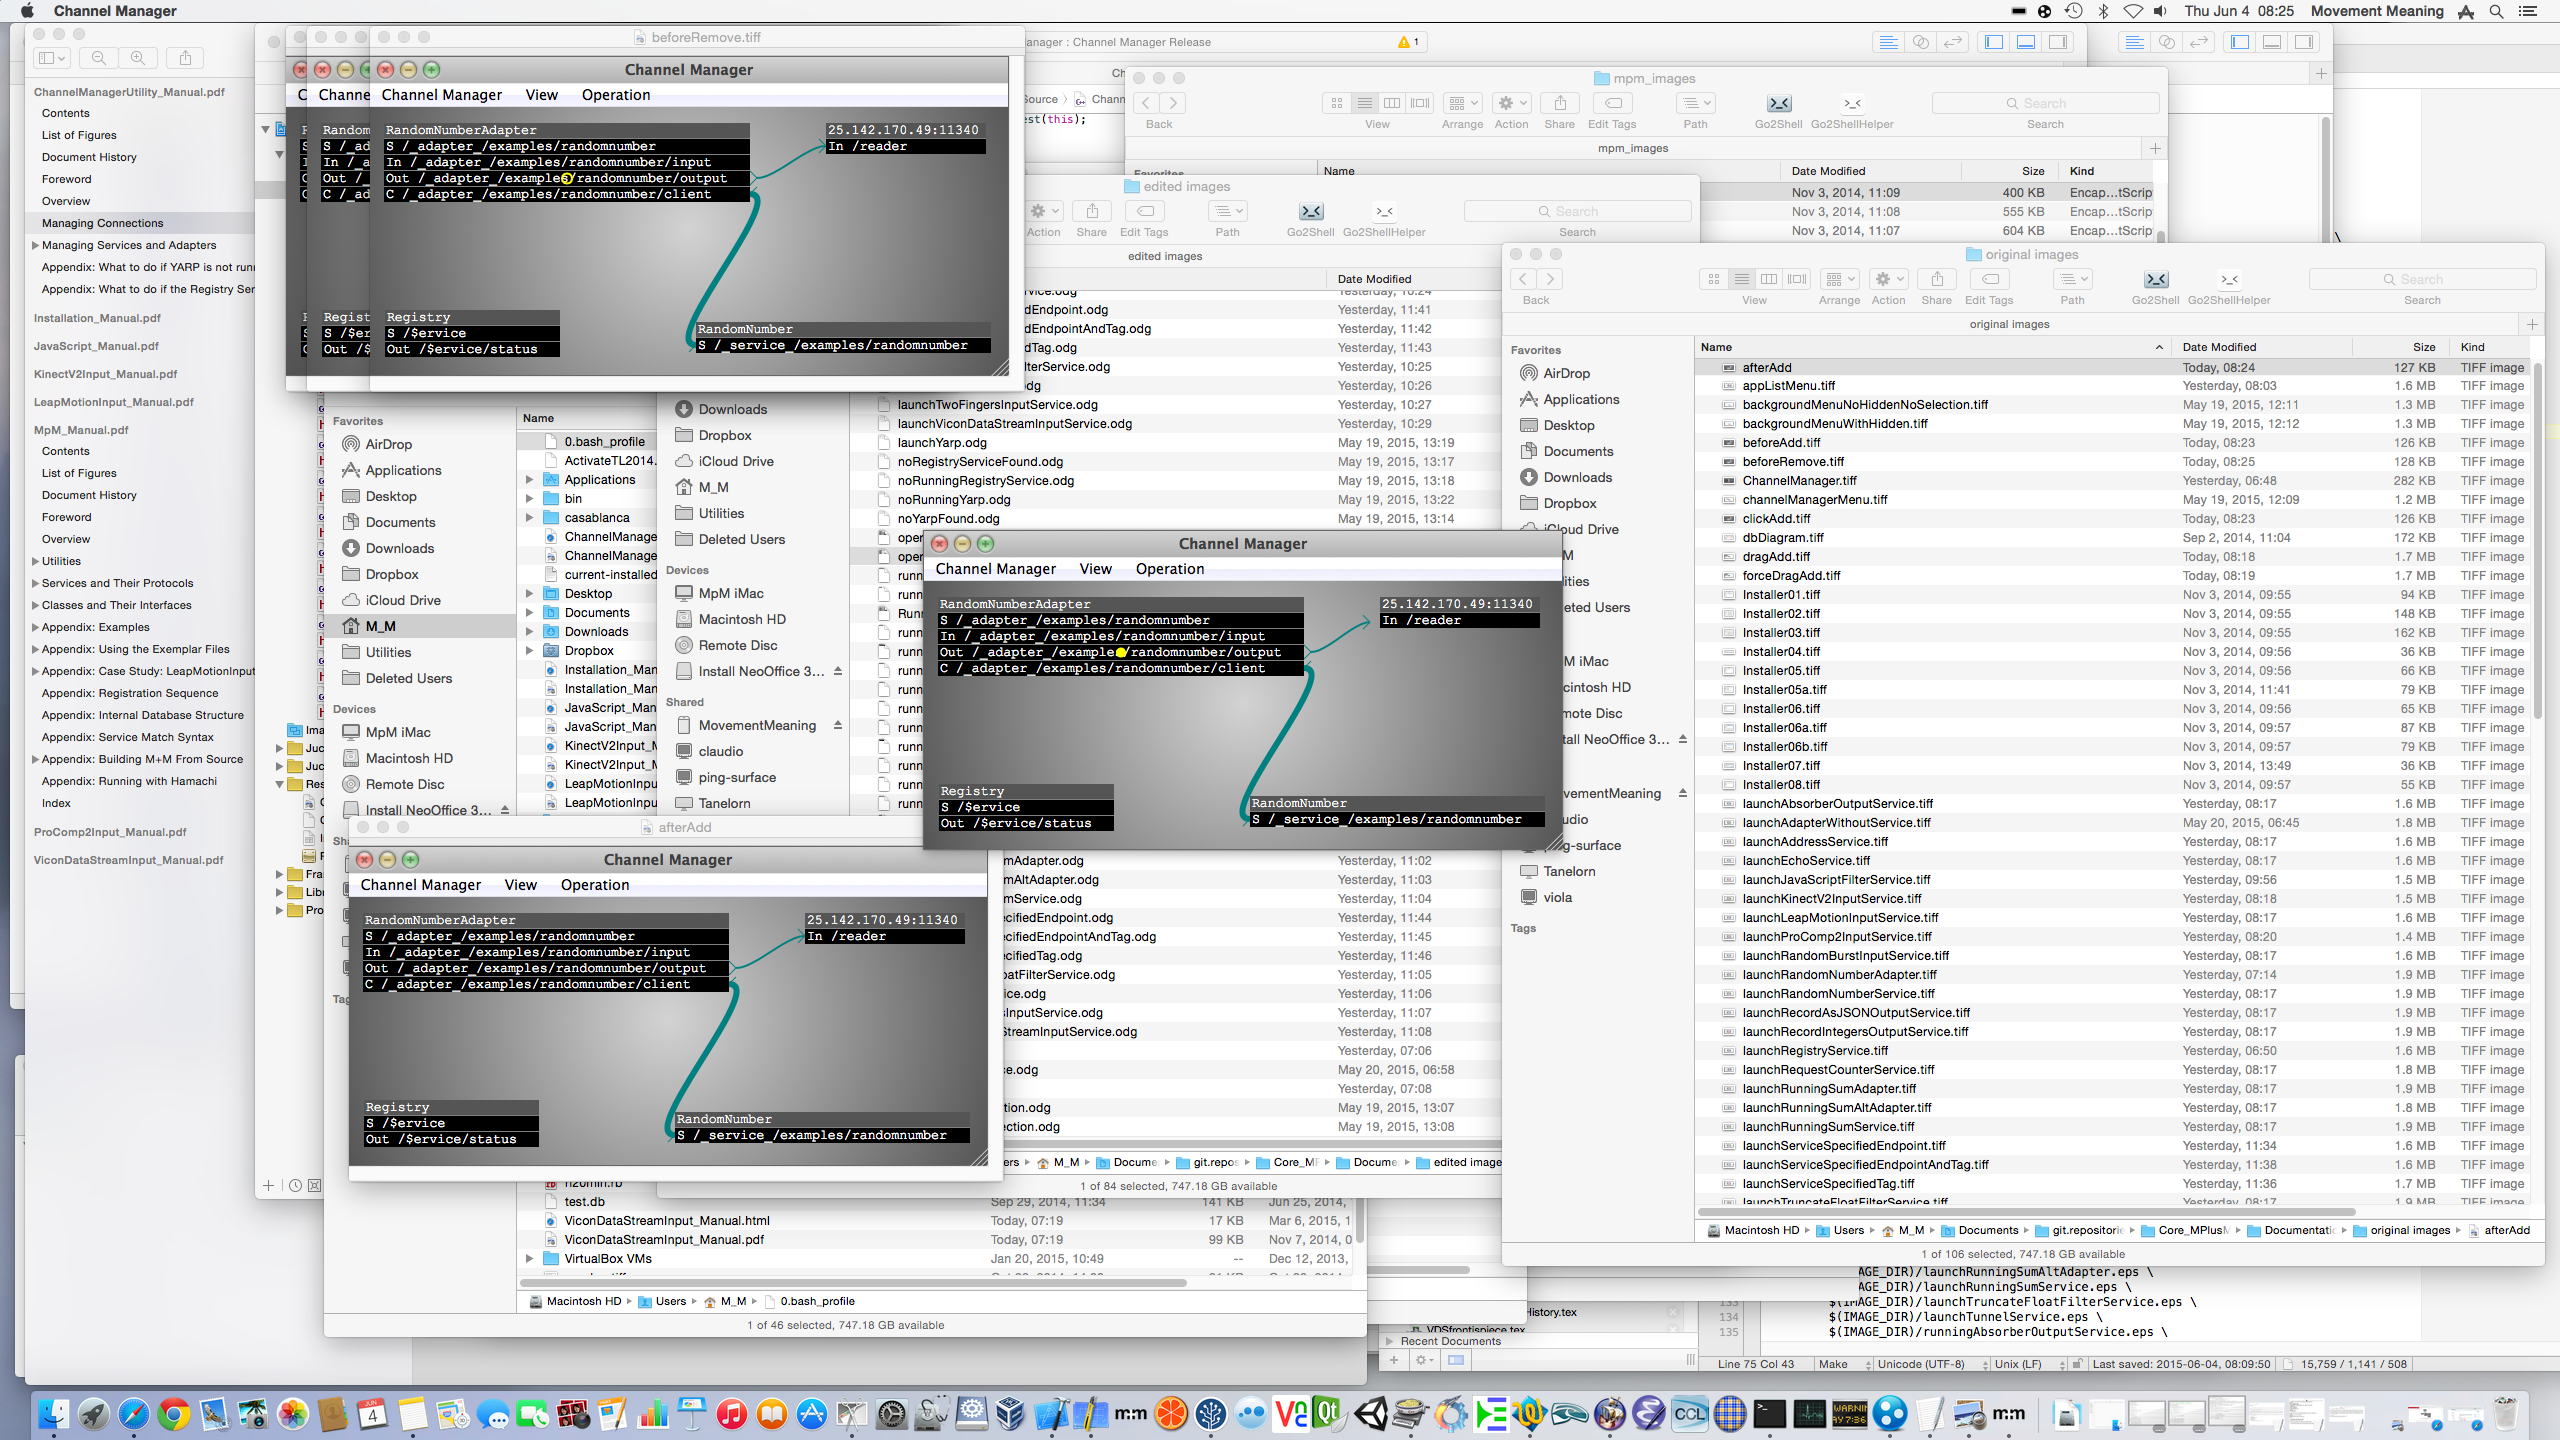 Channel Manager
Thu Jun 4 08:25 Movement Meaning
ChannelManagerUtility_Manual.pdf
Contents
List of Figures
Document History
Foreword
Overview
Managing Connections
Managing Services and Adapters
Appendix: What to do if YARP is not runn
Appendix: What to do if the Registry Ser
Installation_Manual.pdf
JavaScript_Manual.pdf
KinectV2Input_Manual.pdf
LeapMotionInput_Manual.pdf
MpM_Manual.pdf
Contents
List of Figures
Document History
Foreword
Overview
Utilities
Services and Their Protocols
Classes and Their Interfaces
Appendix: Examples
Appendix: Using the Exemplar Files
Appendix: Case Study: LeapMotionInput
Appendix: Registration Sequence
Appendix: Internal Database Structure
Appendix: Service Match Syntax
Appendix: Building M+M From Source
Appendix: Running with Hamachi
Index
ProComp2Input_Manual.pdf
ViconDataStreamInput_Manual.pdf
beforeRemove.tiff
Channel Manager
Channel Manager View Operation
RandomNumberAdapter
S /_adapter_/examples/randomnumber
In /_adapter_/examples/randomnumber/input
Out /_adapter_/examples/randomnumber/output
C /_adapter_/examples/randomnumber/client
25.142.170.49:11340
In /reader
Registry
S /$ervice
Out /$ervice/status
RandomNumber
S /_service_/examples/randomnumber
anager : Channel Manager Release
1
mpm_images
Back View Arrange Action Share Edit Tags Path Go2Shell Go2ShellHelper Search
mpm_images
Name Date Modified Size Kind
Nov 3, 2014, 11:09 400 KB Encap...tScrip
Nov 3, 2014, 11:08 555 KB Encap...tScrip
Nov 3, 2014, 11:07 604 KB Encap...tScrip
edited images
Action Share Edit Tags Path Go2Shell Go2ShellHelper Search
edited images
Date Modified
dEndpoint.odg Yesterday, 11:41
dEndpointAndTag.odg Yesterday, 11:42
dTag.odg Yesterday, 11:43
lterService.odg Yesterday, 10:25
dg Yesterday, 10:26
launchTwoFingersInputService.odg Yesterday, 10:27
launchViconDataStreamInputService.odg Yesterday, 10:29
launchYarp.odg May 19, 2015, 13:19
noRegistryServiceFound.odg May 19, 2015, 13:17
noRunningRegistryService.odg May 19, 2015, 13:18
noRunningYarp.odg May 19, 2015, 13:22
noYarpFound.odg May 19, 2015, 13:14
Downloads
Dropbox
iCloud Drive
M_M
Utilities
Deleted Users
Devices
MpM iMac
Macintosh HD
Remote Disc
Install NeoOffice 3...
Shared
MovementMeaning
claudio
ping-surface
Tanelorn
Favorites
AirDrop
Applications
Desktop
Documents
Downloads
Dropbox
iCloud Drive
M_M
Utilities
Deleted Users
Devices
MpM iMac
Macintosh HD
Remote Disc
Install NeoOffice 3...
Name
0.bash_profile
ActivateTL2014.
Applications
bin
casablanca
ChannelManage
ChannelManage
current-installed
Desktop
Documents
Downloads
Dropbox
Installation_Man
Installation_Man
JavaScript_Man
JavaScript_Man
KinectV2Input_M
KinectV2Input_M
LeapMotionInpu
LeapMotionInpu
Channel Manager
Channel Manager View Operation
RandomNumberAdapter
S /_adapter_/examples/randomnumber
In /_adapter_/examples/randomnumber/input
Out /_adapter_/examples/randomnumber/output
C /_adapter_/examples/randomnumber/client
25.142.170.49:11340
In /reader
Registry
S /$ervice
Out /$ervice/status
RandomNumber
S /_service_/examples/randomnumber
afterAdd
Channel Manager
Channel Manager View Operation
RandomNumberAdapter
S /_adapter_/examples/randomnumber
In /_adapter_/examples/randomnumber/input
Out /_adapter_/examples/randomnumber/output
C /_adapter_/examples/randomnumber/client
25.142.170.49:11340
In /reader
Registry
S /$ervice
Out /$ervice/status
RandomNumber
S /_service_/examples/randomnumber
mAdapter.odg Yesterday, 11:02
mAltAdapter.odg Yesterday, 11:03
mService.odg Yesterday, 11:04
cifiedEndpoint.odg Yesterday, 11:44
cifiedEndpointAndTag.odg Yesterday, 11:45
cifiedTag.odg Yesterday, 11:46
oatFilterService.odg Yesterday, 11:05
ice.odg Yesterday, 11:06
sInputService.odg Yesterday, 11:07
StreamInputService.odg Yesterday, 11:08
Yesterday, 07:06
ce.odg May 20, 2015, 06:58
Yesterday, 07:08
tion.odg May 19, 2015, 13:07
ection.odg May 19, 2015, 13:08
M_M Docume git.repos Core_MF Docume edited image
1 of 84 selected, 747.18 GB available
test.db Sep 29, 2014, 11:34 141 KB Jun 25, 2014,
ViconDataStreamInput_Manual.html Today, 07:19 17 KB Mar 6, 2015, 1
ViconDataStreamInput_Manual.pdf Today, 07:19 99 KB Nov 7, 2014, 0
VirtualBox VMs Jan 20, 2015, 10:49 -- Dec 12, 2013,
Macintosh HD Users M_M 0.bash_profile
1 of 46 selected, 747.18 GB available
original images
Back View Arrange Action Share Edit Tags Path Go2Shell Go2ShellHelper Search
original images
Favorites
AirDrop
Applications
Desktop
Documents
Downloads
Dropbox
iCloud Drive
Tanelorn
viola
Tags
Name Date Modified Size Kind
afterAdd Today, 08:24 127 KB TIFF image
appListMenu.tiff Yesterday, 08:03 1.6 MB TIFF image
backgroundMenuNoHiddenNoSelection.tiff May 19, 2015, 12:11 1.3 MB TIFF image
backgroundMenuWithHidden.tiff May 19, 2015, 12:12 1.3 MB TIFF image
beforeAdd.tiff Today, 08:23 126 KB TIFF image
beforeRemove.tiff Today, 08:25 128 KB TIFF image
ChannelManager.tiff Yesterday, 06:48 282 KB TIFF image
channelManagerMenu.tiff May 19, 2015, 12:09 1.2 MB TIFF image
clickAdd.tiff Today, 08:23 126 KB TIFF image
dbDiagram.tiff Sep 2, 2014, 11:04 172 KB TIFF image
dragAdd.tiff Today, 08:18 1.7 MB TIFF image
forceDragAdd.tiff Today, 08:19 1.7 MB TIFF image
Installer01.tiff Nov 3, 2014, 09:55 94 KB TIFF image
Installer02.tiff Nov 3, 2014, 09:55 148 KB TIFF image
Installer03.tiff Nov 3, 2014, 09:55 162 KB TIFF image
Installer04.tiff Nov 3, 2014, 09:56 36 KB TIFF image
Installer05.tiff Nov 3, 2014, 09:56 66 KB TIFF image
Installer05a.tiff Nov 3, 2014, 11:41 79 KB TIFF image
Installer06.tiff Nov 3, 2014, 09:56 65 KB TIFF image
Installer06a.tiff Nov 3, 2014, 09:57 87 KB TIFF image
Installer06b.tiff Nov 3, 2014, 09:57 79 KB TIFF image
Installer07.tiff Nov 3, 2014, 13:49 36 KB TIFF image
Installer08.tiff Nov 3, 2014, 09:57 55 KB TIFF image
launchAbsorberOutputService.tiff Yesterday, 08:17 1.6 MB TIFF image
launchAdapterWithoutService.tiff May 20, 2015, 06:45 1.8 MB TIFF image
launchAddressService.tiff Yesterday, 08:17 1.6 MB TIFF image
launchEchoService.tiff Yesterday, 08:17 1.6 MB TIFF image
launchJavaScriptFilterService.tiff Yesterday, 09:56 1.5 MB TIFF image
launchKinectV2InputService.tiff Yesterday, 08:18 1.5 MB TIFF image
launchLeapMotionInputService.tiff Yesterday, 08:17 1.6 MB TIFF image
launchProComp2InputService.tiff Yesterday, 08:20 1.4 MB TIFF image
launchRandomBurstInputService.tiff Yesterday, 08:17 1.6 MB TIFF image
launchRandomNumberAdapter.tiff Yesterday, 07:14 1.9 MB TIFF image
launchRandomNumberService.tiff Yesterday, 08:17 1.9 MB TIFF image
launchRecordAsJSONOutputService.tiff Yesterday, 08:17 1.9 MB TIFF image
launchRecordIntegersOutputService.tiff Yesterday, 08:17 1.9 MB TIFF image
launchRegistryService.tiff Yesterday, 06:50 1.6 MB TIFF image
launchRequestCounterService.tiff Yesterday, 08:17 1.8 MB TIFF image
launchRunningSumAdapter.tiff Yesterday, 08:17 1.9 MB TIFF image
launchRunningSumAltAdapter.tiff Yesterday, 08:17 1.8 MB TIFF image
launchRunningSumService.tiff Yesterday, 08:17 1.9 MB TIFF image
launchServiceSpecifiedEndpoint.tiff Yesterday, 11:34 1.6 MB TIFF image
launchServiceSpecifiedEndpointAndTag.tiff Yesterday, 11:38 1.6 MB TIFF image
launchServiceSpecifiedTag.tiff Yesterday, 11:36 1.7 MB TIFF image
launchTruncateFloatFilterService.tiff Yesterday, 08:17 1.9 MB TIFF image
Macintosh HD Users M_M Documents git.repositorie Core_MPlusM Documentatic original images afterAdd
1 of 106 selected, 747.18 GB available
AGE_DIR)/launchRunningSumAltAdapter.eps \
AGE_DIR)/launchRunningSumService.eps \
133 $(IMAGE_DIR)/launchTruncateFloatFilterService.eps \
134 $(IMAGE_DIR)/launchTunnelService.eps \
135 $(IMAGE_DIR)/runningAbsorberOutputService.eps \
History.tex
VDSfrontispiece.tex
Recent Documents
Line 75 Col 43 Make Unicode (UTF-8) Unix (LF) Last saved: 2015-06-04, 08:09:50 15,759 / 1,141 / 508